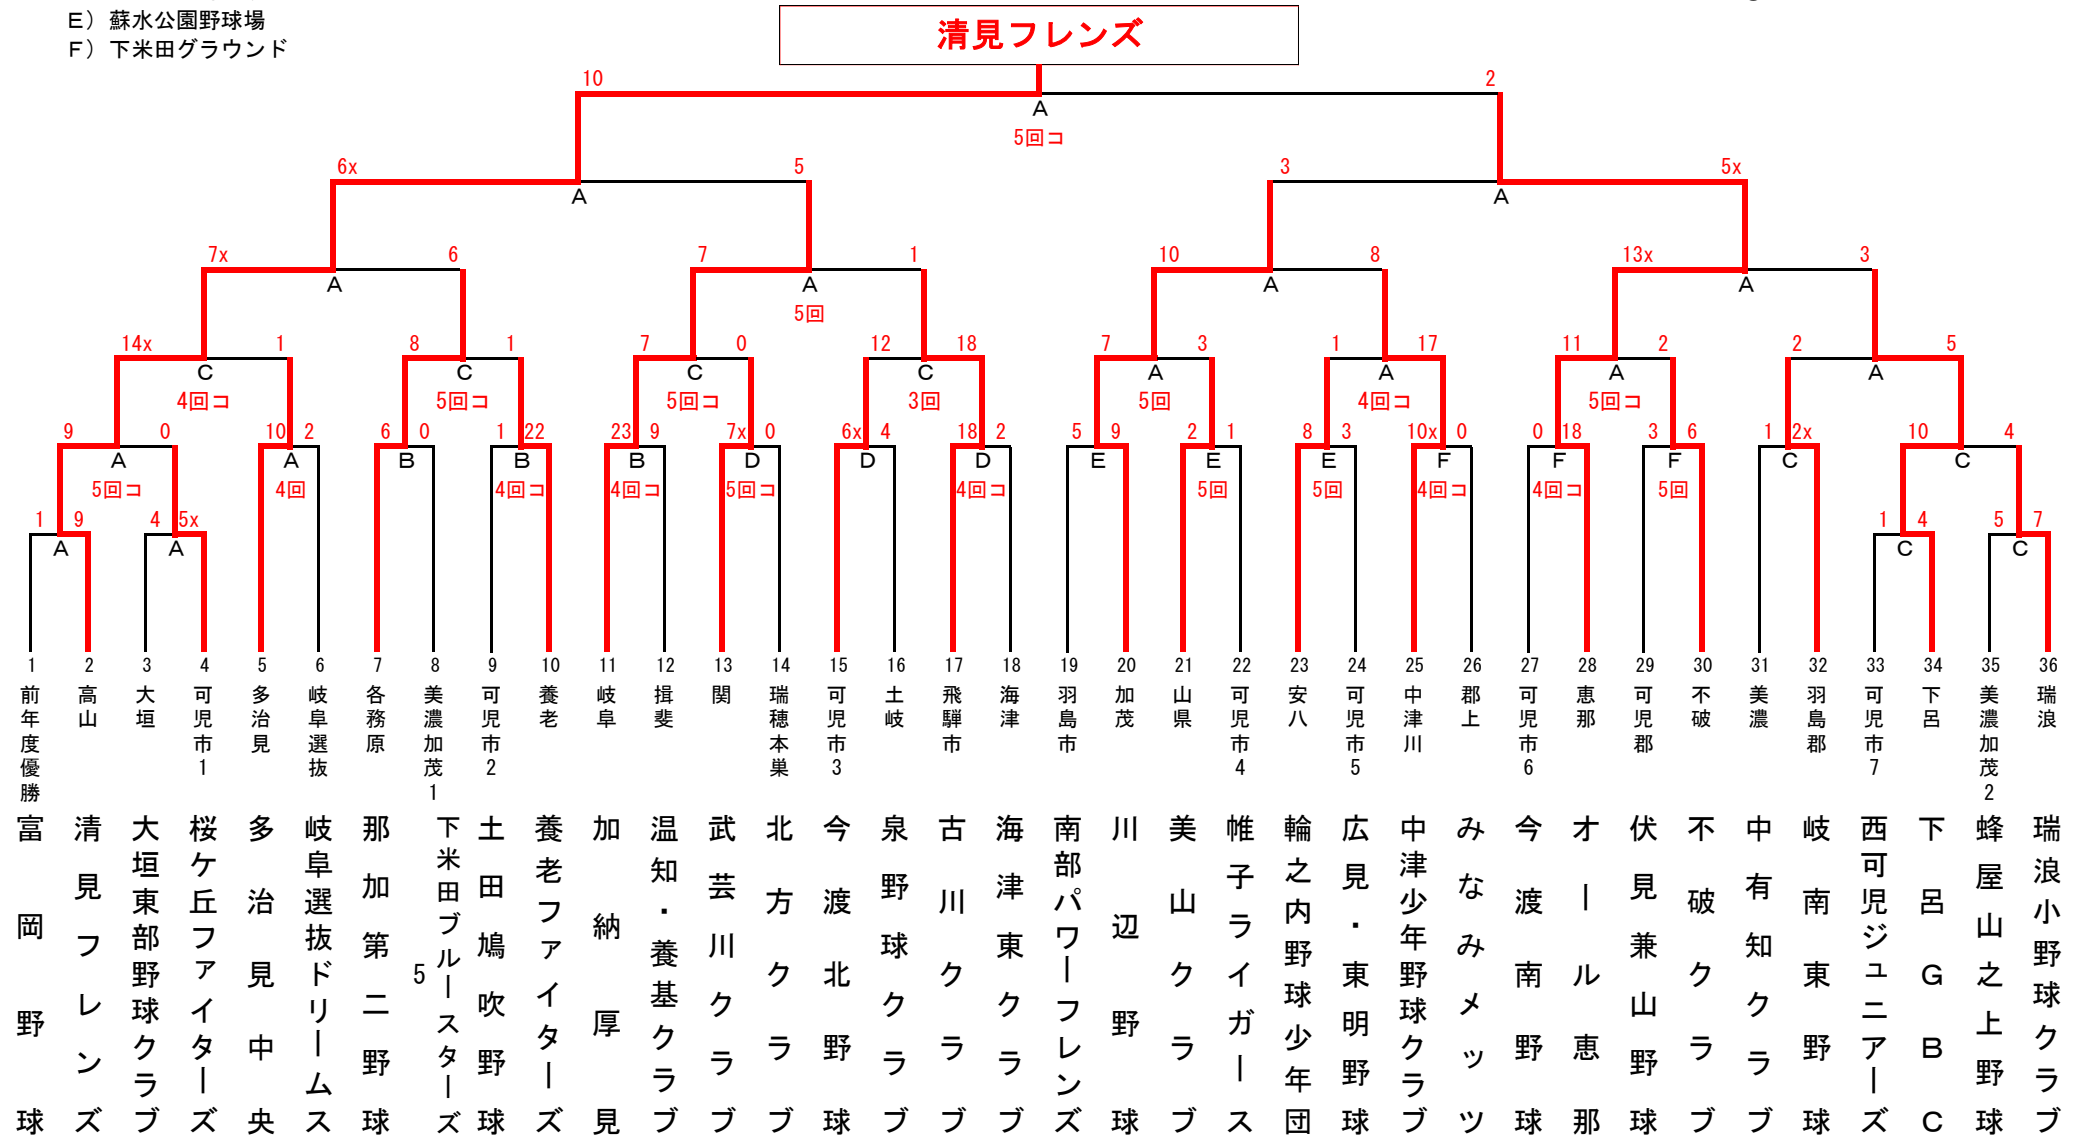 E）蘇水公園野球場
F）下米田グラウンド
清見フレンズ
10 2
A
5回コ
6x 5 3 5x
A A
7x 6 7 1 10 8 13x 3
A A A A
5回
14x 1 8 1 7 0 12 18 7 3 1 17 11 2 2 5
C C C C A A A A
4回コ 5回コ 5回コ 3回 5回 4回コ 5回コ
9 0 10 2 6 0 1 22 23 9 7x 0 6x 4 18 2 5 9 2 1 8 3 10x 0 0 18 3 6 1 2x 10 4
A A B B B D D D E E E F F F C C
5回コ 4回 4回コ 4回コ 5回コ 4回コ 5回 5回 4回コ 4回コ 5回
1 9 4 5x 1 4 5 7
A A C C
1 2 3 4 5 6 7 8 9 10 11 12 13 14 15 16 17 18 19 20 21 22 23 24 25 26 27 28 29 30 31 32 33 34 35 36
前年度優勝
高山
大垣
可児市1
多治見
岐阜選抜
各務原
美濃加茂1
可児市2
養老
岐阜
揖斐
関
瑞穂本巣
可児市3
土岐
飛騨市
海津
羽島市
加茂
山県
可児市4
安八
可児市5
中津川
郡上
可児市6
恵那
可児郡
不破
美濃
羽島郡
可児市7
下呂
美濃加茂2
瑞浪
富岡野球
清見フレンズ
大垣東部野球クラブ
桜ケ丘ファイターズ
多治見中央
岐阜選抜ドリームス
那加第二野球
5
下米田ブルースターズ
土田鳩吹野球
養老ファイターズ
加納厚見
温知・養基クラブ
武芸川クラブ
北方クラブ
今渡北野球
泉野球クラブ
古川クラブ
海津東クラブ
南部パワーフレンズ
川辺野球
美山クラブ
帷子ライガース
輪之内野球少年団
広見・東明野球
中津少年野球クラブ
みなみメッツ
今渡南野球
オール恵那
伏見兼山野球
不破クラブ
中有知クラブ
岐南東野球
西可児ジュニアーズ
下呂GBC
蜂屋山之上野球
瑞浪小野球クラブ